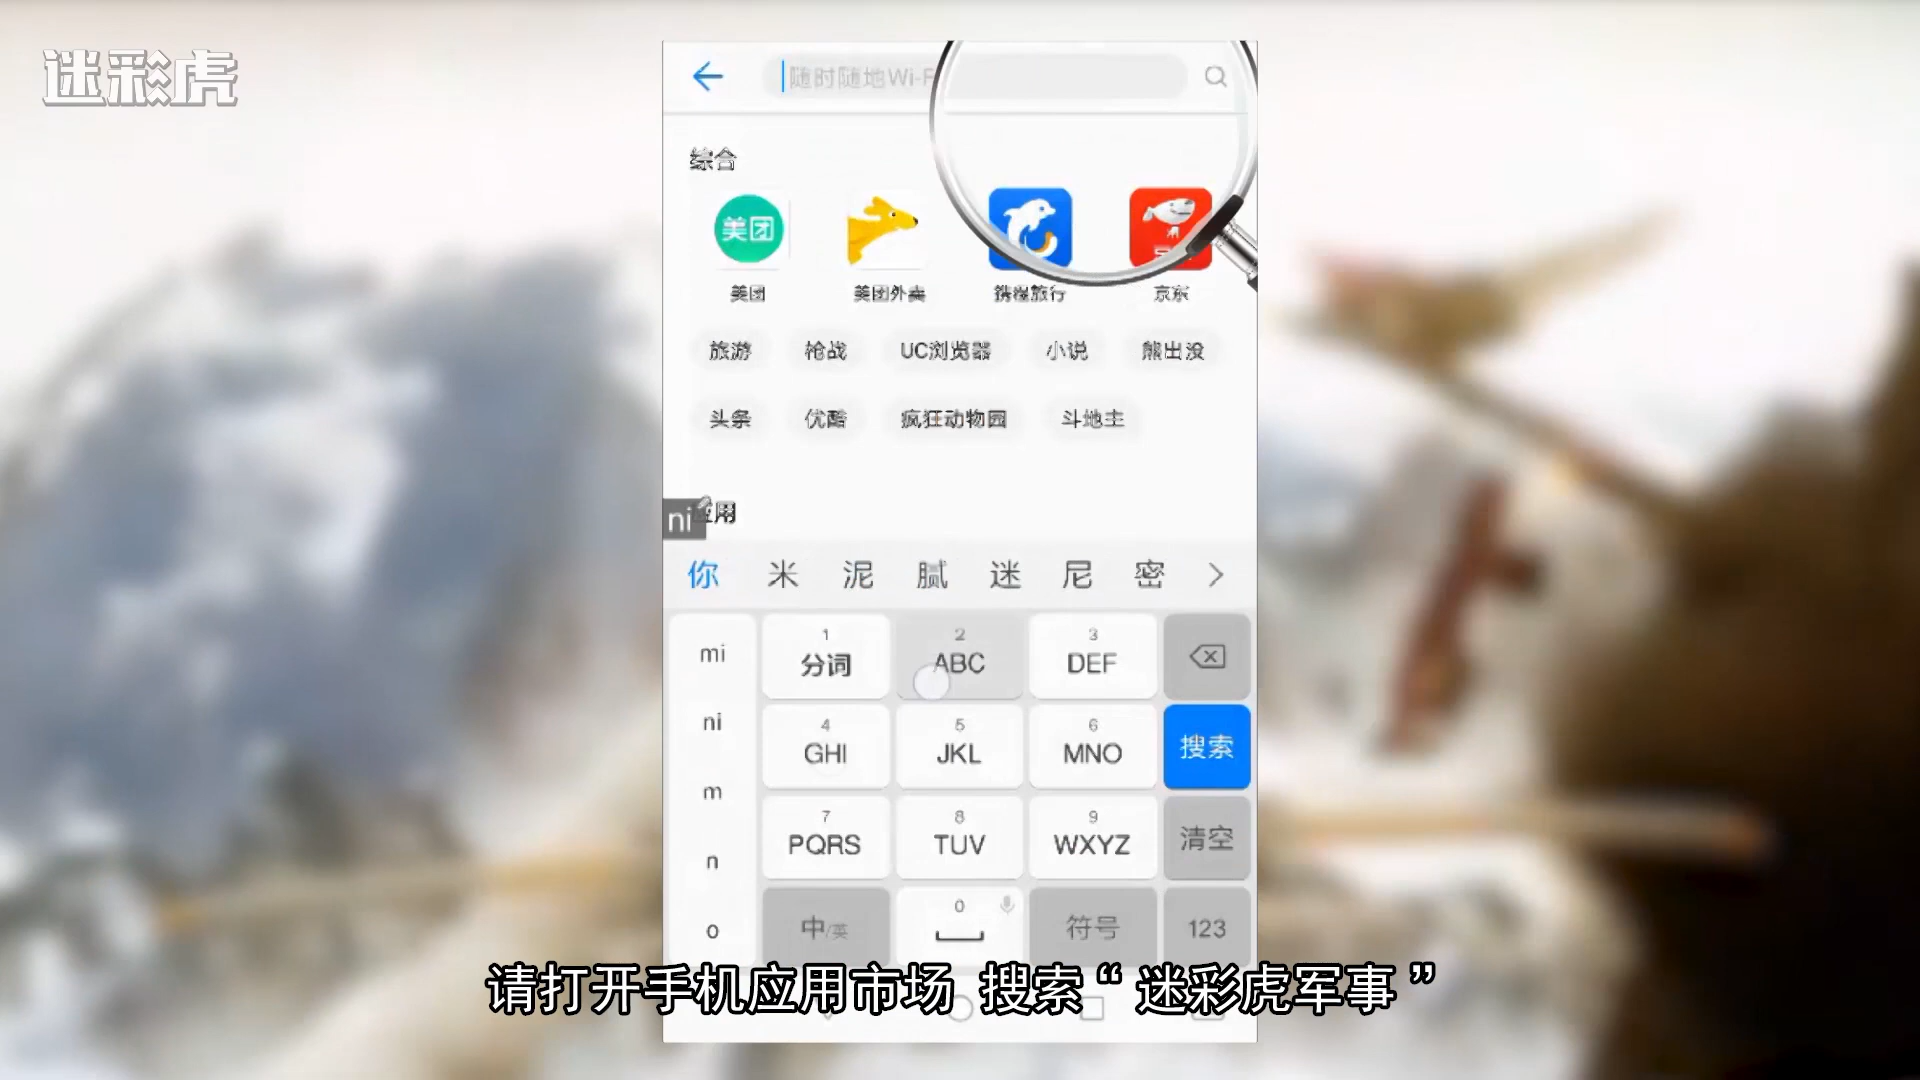 迷彩虎
随时随地Wi-F
综合
美团
美团 美团外卖 携程旅行 京东
旅游 枪战 UC浏览器 小说 熊出没
头条 优酷 疯狂动物园 斗地主
ni
应用
你 米 泥 腻 迷 尼 密
mi
ni
m
n
o
1 2 3
分词 ABC DEF
4 5 6
GHI JKL MNO 搜索
7 8 9
PQRS TUV WXYZ 清空
0
中/英 符号 123
请打开手机应用市场 搜索“迷彩虎军事”